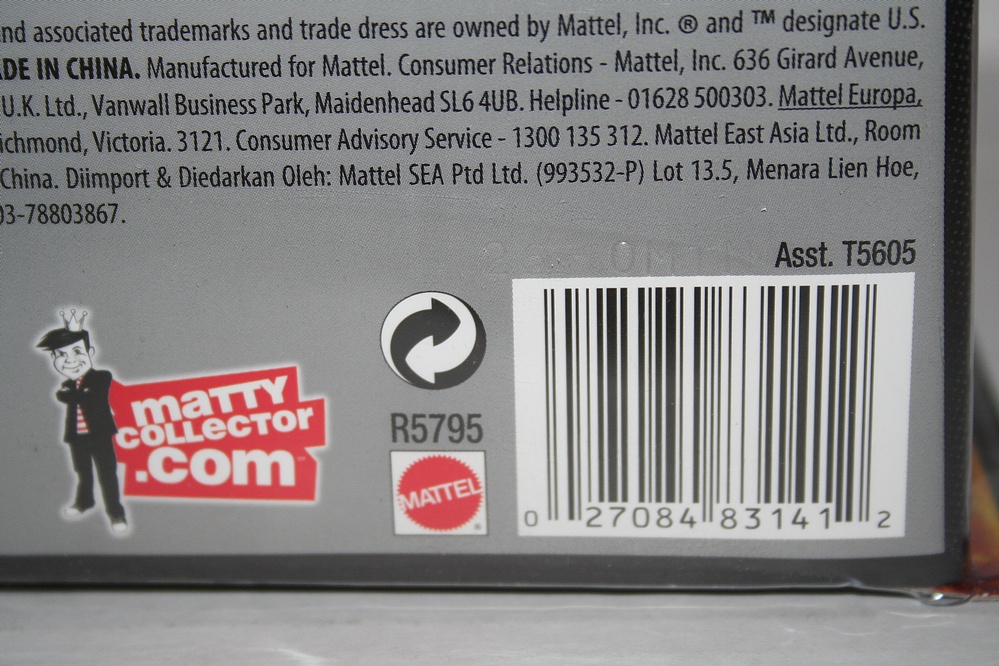 nd associated trademarks and trade dress are owned by Mattel, Inc. ® and ™ designate U.S.
DE IN CHINA. Manufactured for Mattel. Consumer Relations - Mattel, Inc. 636 Girard Avenue,
U.K. Ltd., Vanwall Business Park, Maidenhead SL6 4UB. Helpline - 01628 500303. Mattel Europa,
ichmond, Victoria. 3121. Consumer Advisory Service - 1300 135 312. Mattel East Asia Ltd., Room
China. Diimport & Diedarkan Oleh: Mattel SEA Ptd Ltd. (993532-P) Lot 13.5, Menara Lien Hoe,
03-78803867.
Asst. T5605
maTTY
COLLECTOR
.com™
R5795
MATTEL®
0 27084 83141 2